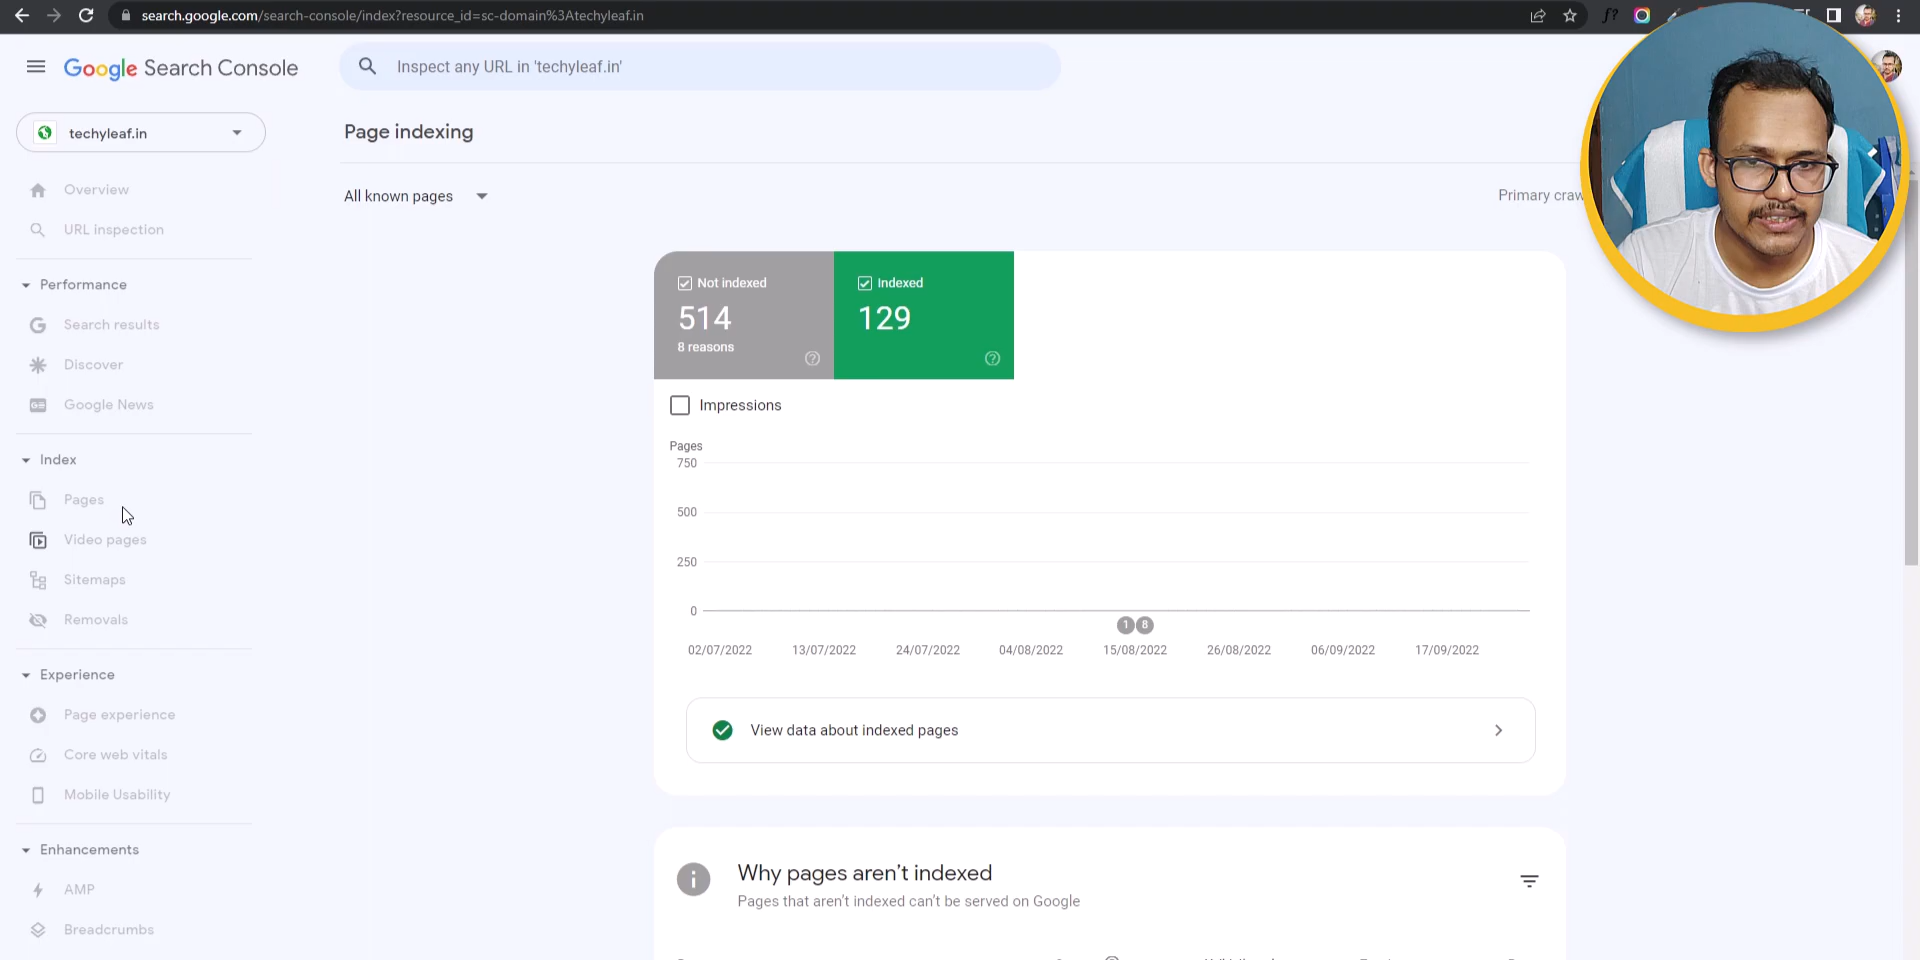 search.google.com/search-console/index?resource_id=sc-domain%3Atechyleaf.in
f?
Google Search Console
Inspect any URL in 'techyleaf.in'
techyleaf.in
Page indexing
Overview
All known pages
Primary craw
URL inspection
Performance
Not indexed
514
8 reasons
Indexed
129
Search results
Discover
Google News
Impressions
Index
Pages
750
500
250
0
1 8
02/07/2022 13/07/2022 24/07/2022 04/08/2022 15/08/2022 26/08/2022 06/09/2022 17/09/2022
Pages
Video pages
Sitemaps
Removals
Experience
Page experience
View data about indexed pages
Core web vitals
Mobile Usability
Enhancements
Why pages aren't indexed
Pages that aren't indexed can't be served on Google
AMP
Breadcrumbs